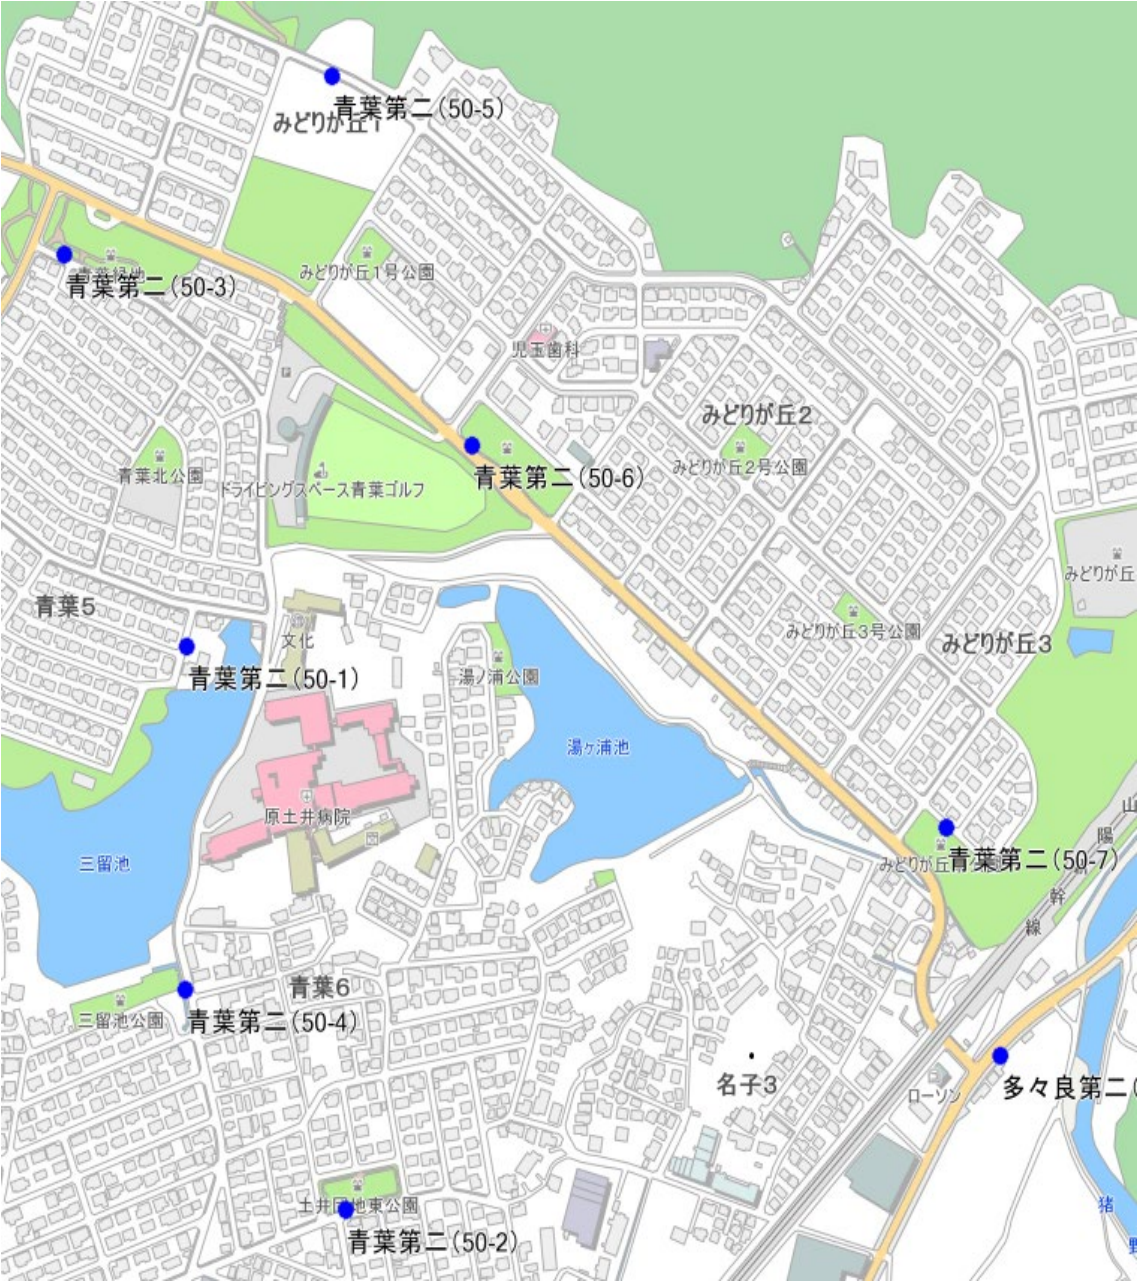 青葉第二(50-5)
みどりが丘1
みどりが丘1号公園
青葉第二(50-3)
児玉歯科
みどりが丘2
みどりが丘2号公園
青葉北公園
青葉第二(50-6)
ドライビングスペース青葉ゴルフ
みどりが丘
青葉5
文化
みどりが丘3号公園
みどりが丘3
青葉第二(50-1)
湯ノ浦公園
湯ヶ浦池
原土井病院
山陽新幹線
三留池
みどりが丘
青葉第二(50-7)
青葉6
三留池公園
青葉第二(50-4)
名子3
ローソン
多々良第二(
土井団地東公園
青葉第二(50-2)
猪
野